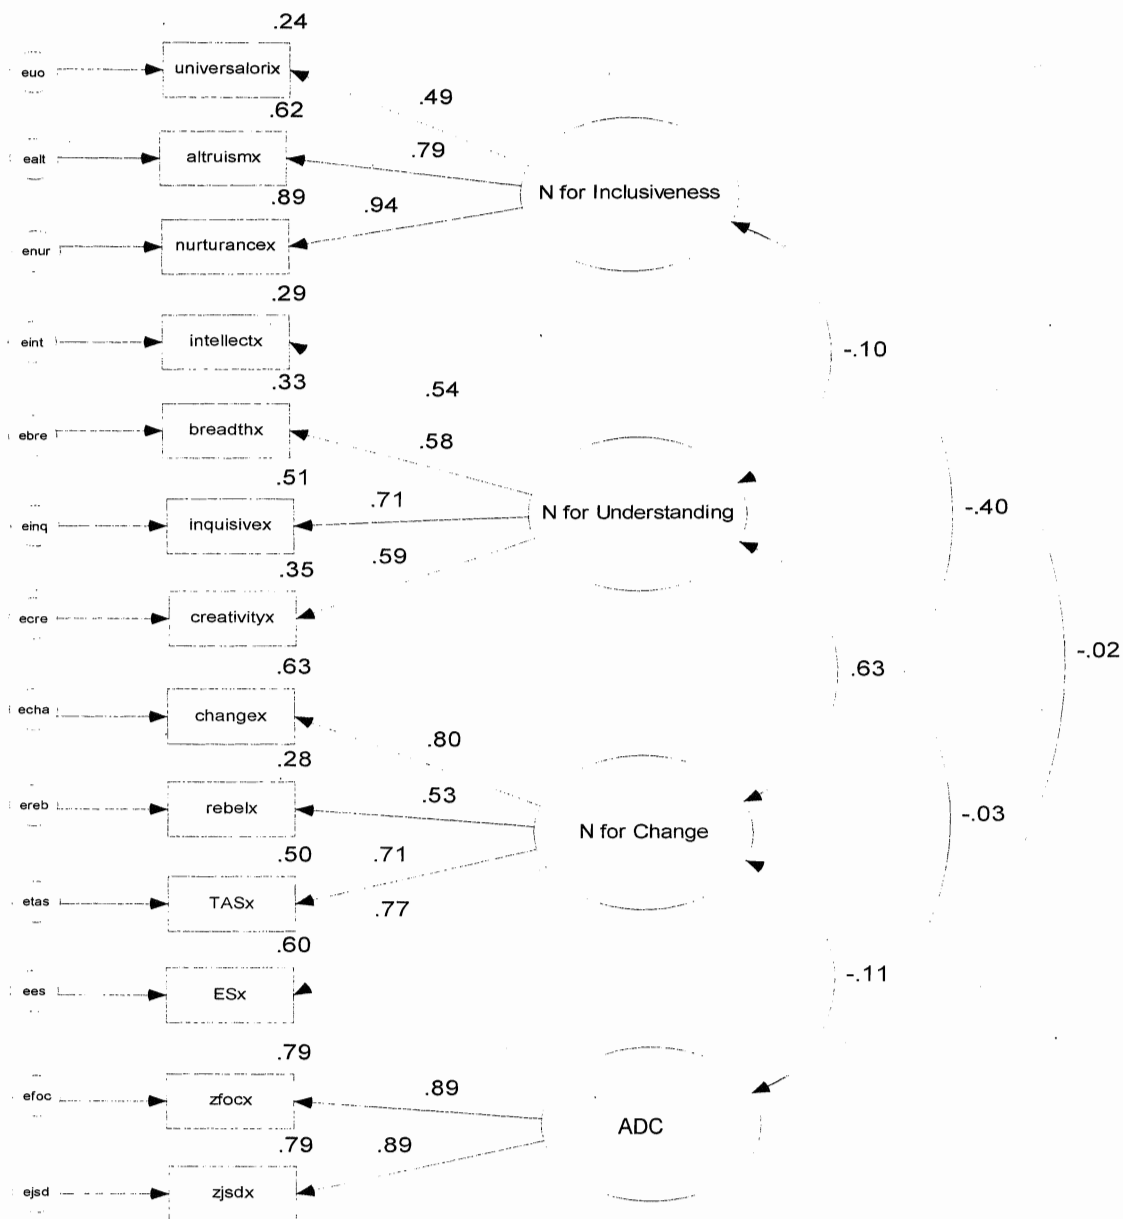 .24
euo universalorix
.49
.62
ealt altruismx .79
N for Inclusiveness
.89 .94
enur nurturancex
.29
eint intellectx -.10
.33 .54
ebre breadthx .58
.51 .71
einq inquisivex N for Understanding -.40
.35 .59
ecre creativityx
.63 .63 -.02
echa changex .80
.28 .53
ereb rebelx N for Change -.03
.50 .71
etas TASx .77
.60
ees ESx -.11
.79
efoc zfocx .89
ADC
.79 .89
ejsd zjsdx